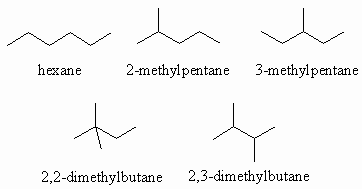 hexane
2-methylpentane
3-methylpentane
2,2-dimethylbutane
2,3-dimethylbutane